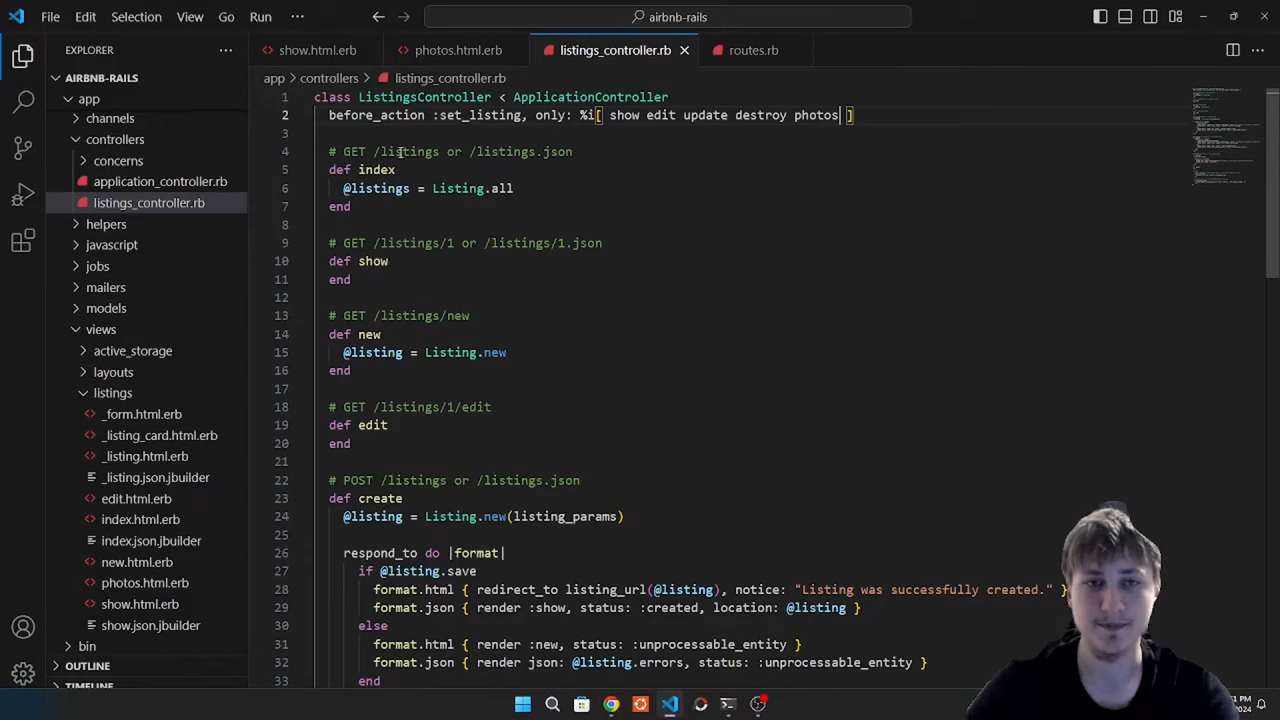 File Edit Selection View Go Run ··· airbnb-rails
EXPLORER ···
show.html.erb photos.html.erb listings_controller.rb routes.rb ···
AIRBNB-RAILS
app > controllers > listings_controller.rb
app
channels
controllers
concerns
application_controller.rb
listings_controller.rb
helpers
javascript
jobs
mailers
models
views
active_storage
layouts
listings
_form.html.erb
_listing_card.html.erb
_listing.html.erb
_listing.json.jbuilder
edit.html.erb
index.html.erb
index.json.jbuilder
new.html.erb
photos.html.erb
show.html.erb
show.json.jbuilder
bin
OUTLINE
TIMELINE
1 class ListingsController < ApplicationController
2 before_action :set_listing, only: %i[ show edit update destroy photos ]
3
4 # GET /listings or /listings.json
5 def index
6 @listings = Listing.all
7 end
8
9 # GET /listings/1 or /listings/1.json
10 def show
11 end
12
13 # GET /listings/new
14 def new
15 @listing = Listing.new
16 end
17
18 # GET /listings/1/edit
19 def edit
20 end
21
22 # POST /listings or /listings.json
23 def create
24 @listing = Listing.new(listing_params)
25
26 respond_to do |format|
27 if @listing.save
28 format.html { redirect_to listing_url(@listing), notice: "Listing was successfully created." }
29 format.json { render :show, status: :created, location: @listing }
30 else
31 format.html { render :new, status: :unprocessable_entity }
32 format.json { render json: @listing.errors, status: :unprocessable_entity }
33 end